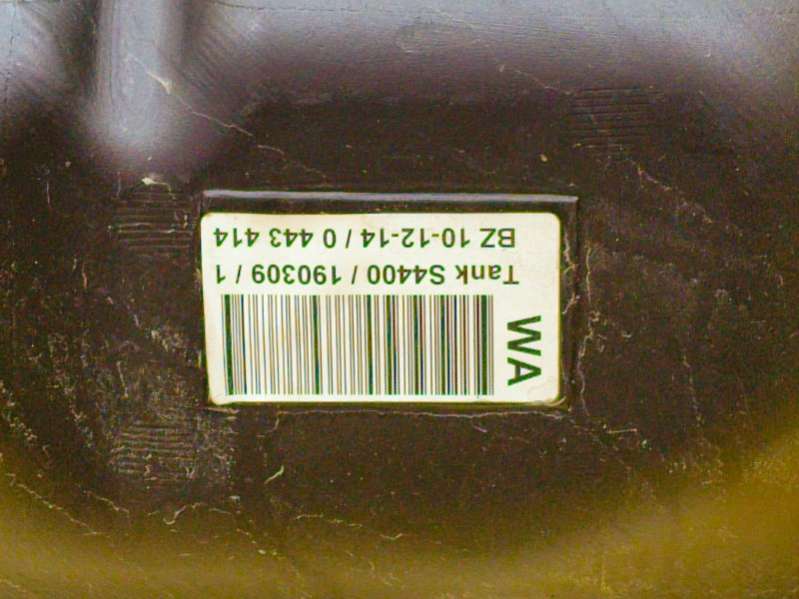 WA
Tank S4400 / 190309 / 1
BZ 10-12-14 / 0 443 414